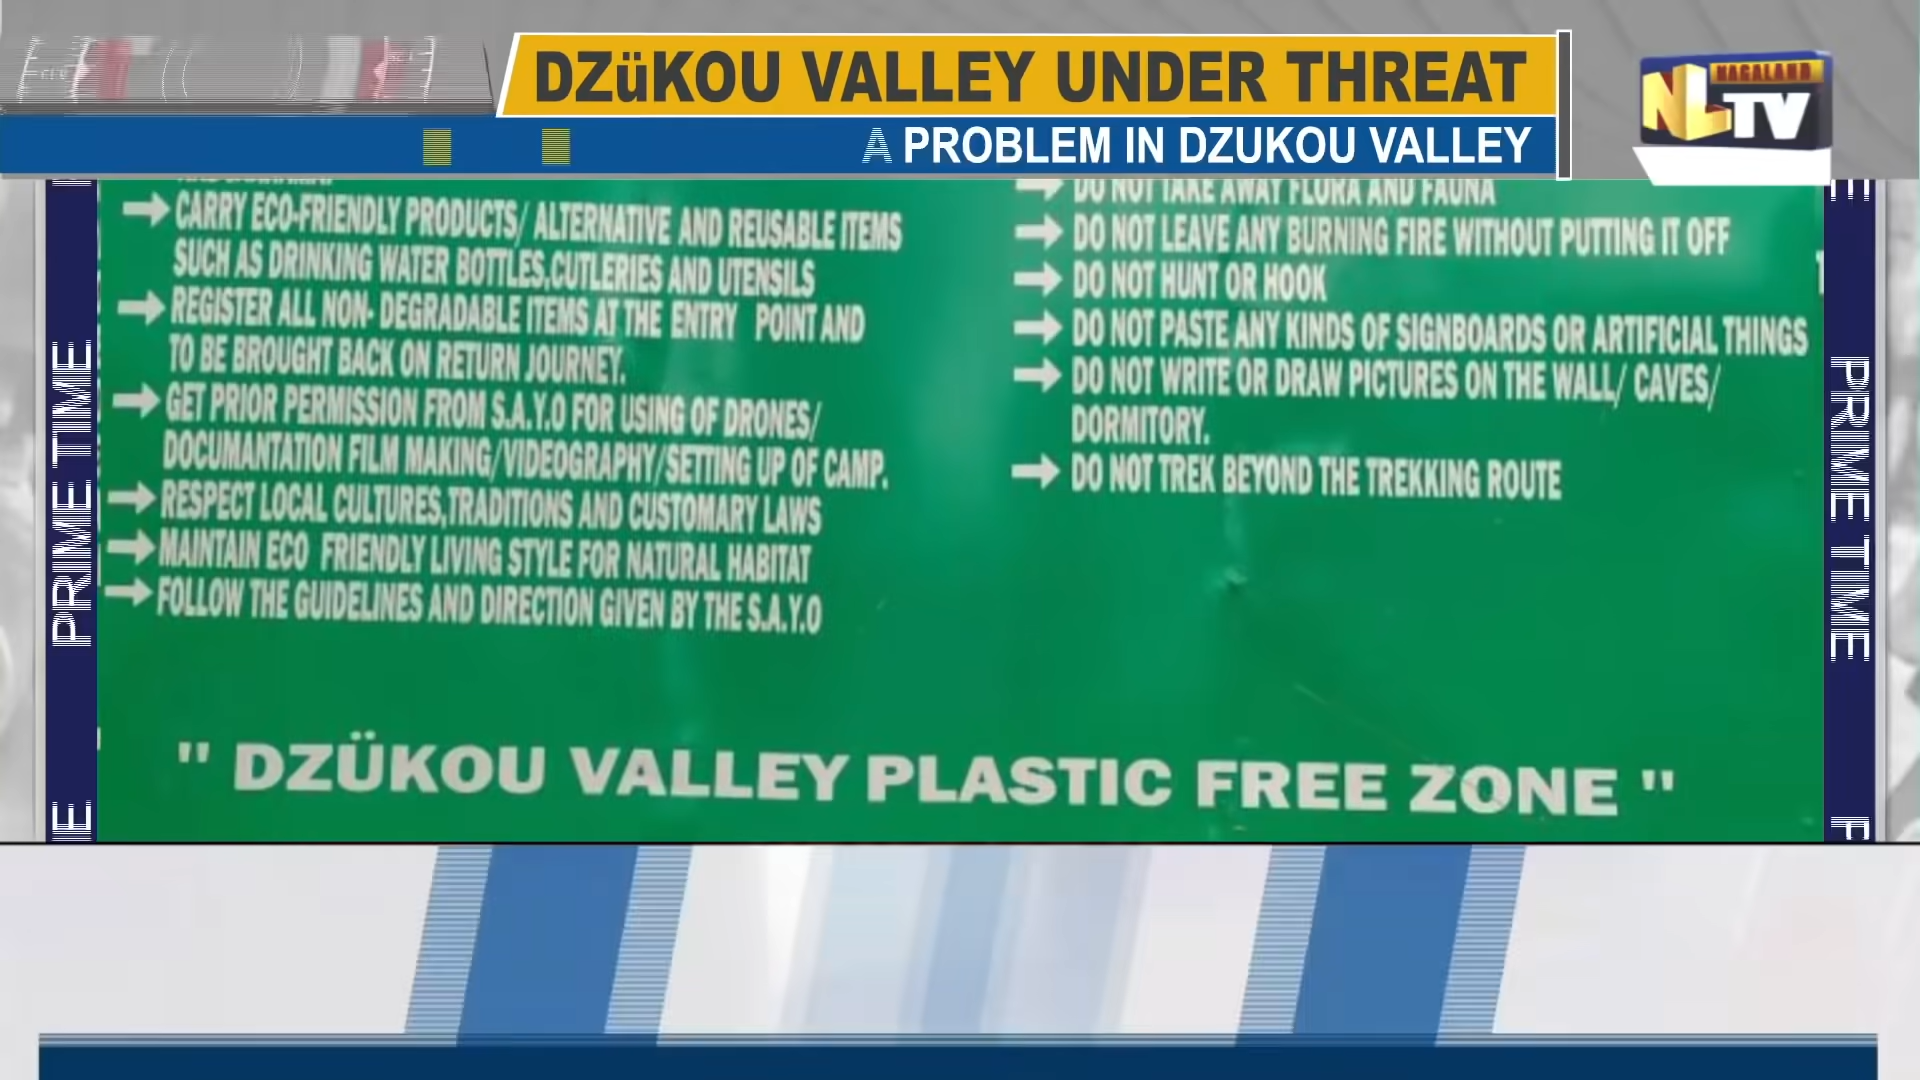 DZüKOU VALLEY UNDER THREAT
A PROBLEM IN DZUKOU VALLEY
NAGALAND
NLTV
PRIME TIME
CARRY ECO-FRIENDLY PRODUCTS/ ALTERNATIVE AND REUSABLE ITEMS
SUCH AS DRINKING WATER BOTTLES,CUTLERIES AND UTENSILS
REGISTER ALL NON- DEGRADABLE ITEMS AT THE ENTRY POINT AND
TO BE BROUGHT BACK ON RETURN JOURNEY.
GET PRIOR PERMISSION FROM S.A.Y.O FOR USING OF DRONES/
DOCUMANTATION FILM MAKING/VIDEOGRAPHY/SETTING UP OF CAMP.
RESPECT LOCAL CULTURES,TRADITIONS AND CUSTOMARY LAWS
MAINTAIN ECO FRIENDLY LIVING STYLE FOR NATURAL HABITAT
FOLLOW THE GUIDELINES AND DIRECTION GIVEN BY THE S.A.Y.O
DO NOT TAKE AWAY FLORA AND FAUNA
DO NOT LEAVE ANY BURNING FIRE WITHOUT PUTTING IT OFF
DO NOT HUNT OR HOOK
DO NOT PASTE ANY KINDS OF SIGNBOARDS OR ARTIFICIAL THINGS
DO NOT WRITE OR DRAW PICTURES ON THE WALL/ CAVES/
DORMITORY.
DO NOT TREK BEYOND THE TREKKING ROUTE
" DZÜKOU VALLEY PLASTIC FREE ZONE "
PRIME TIME